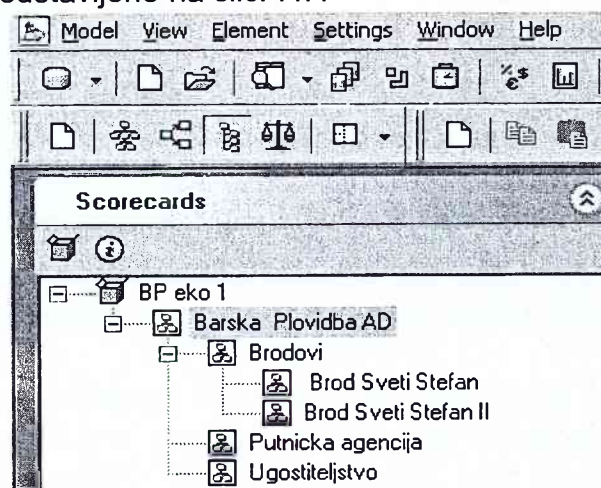 Model View Element Settings Window Help
Scorecards
BP eko 1
Barska Plovidba AD
Brodovi
Brod Sveti Stefan
Brod Sveti Stefan II
Putnicka agencija
Ugostiteljstvo